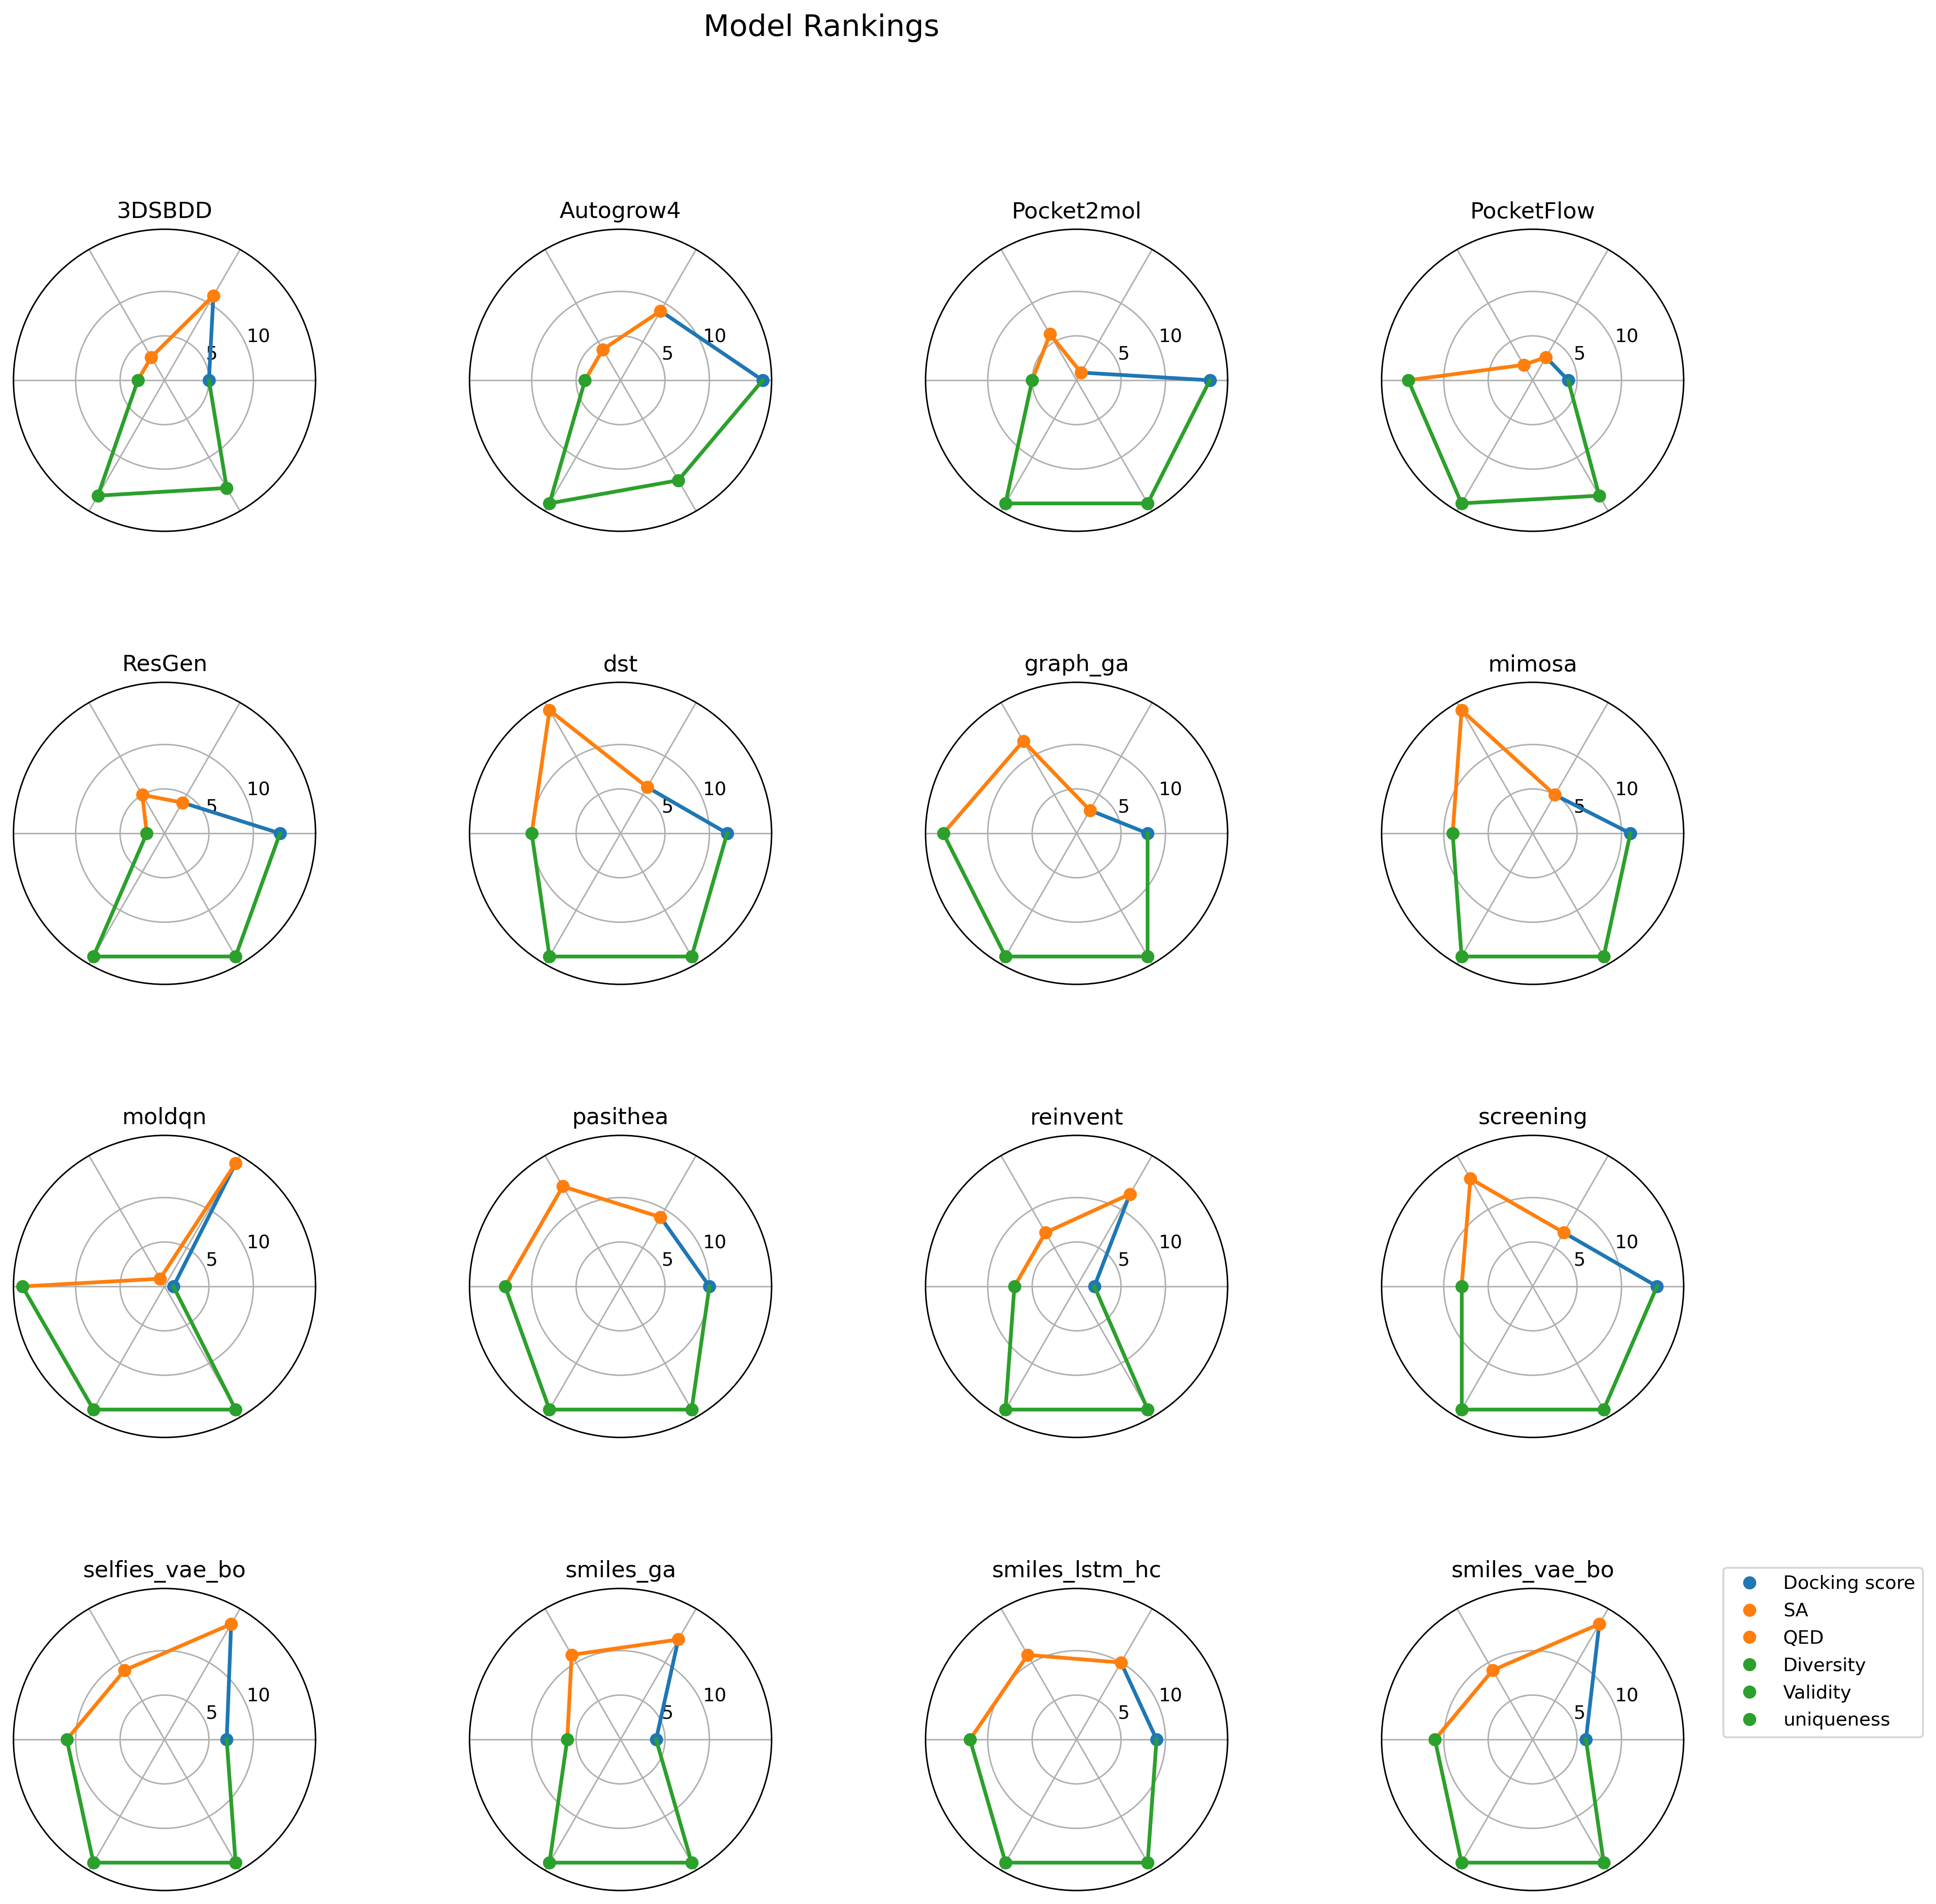 Model Rankings
3DSBDD
Autogrow4
Pocket2mol
PocketFlow
5
10
5
10
5
10
5
10
ResGen
dst
graph_ga
mimosa
5
10
5
10
5
10
5
10
moldqn
pasithea
reinvent
screening
5
10
5
10
5
10
5
10
selfies_vae_bo
smiles_ga
smiles_lstm_hc
smiles_vae_bo
5
10
5
10
5
10
5
10
Docking score
SA
QED
Diversity
Validity
uniqueness